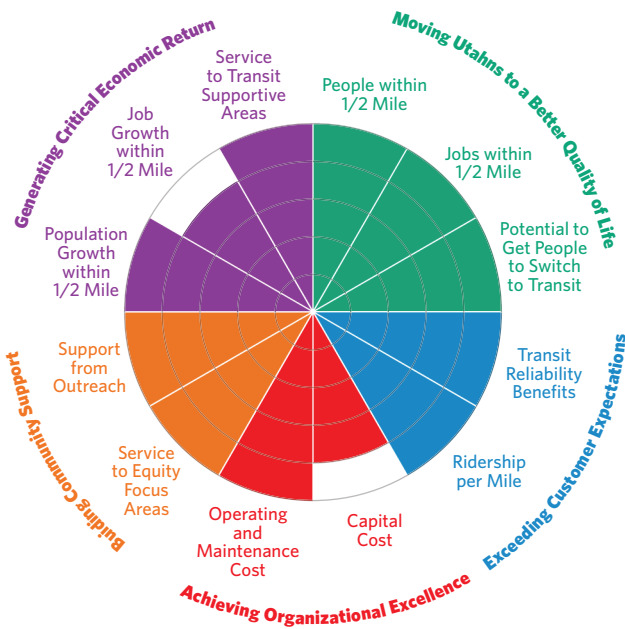 Generating Critical Economic Return
Moving Utahns to a Better Quality of Life
Service
to Transit
Supportive
Areas
People within
1/2 Mile
Job
Growth
within
1/2 Mile
Jobs within
1/2 Mile
Population
Growth
within
1/2 Mile
Potential to
Get People
to Switch
to Transit
Support
from
Outreach
Transit
Reliability
Benefits
Service
to Equity
Focus
Areas
Ridership
per Mile
Operating
and
Maintenance
Cost
Capital
Cost
Buiding Community Support
Exceeding Customer Expectations
Achieving Organizational Excellence